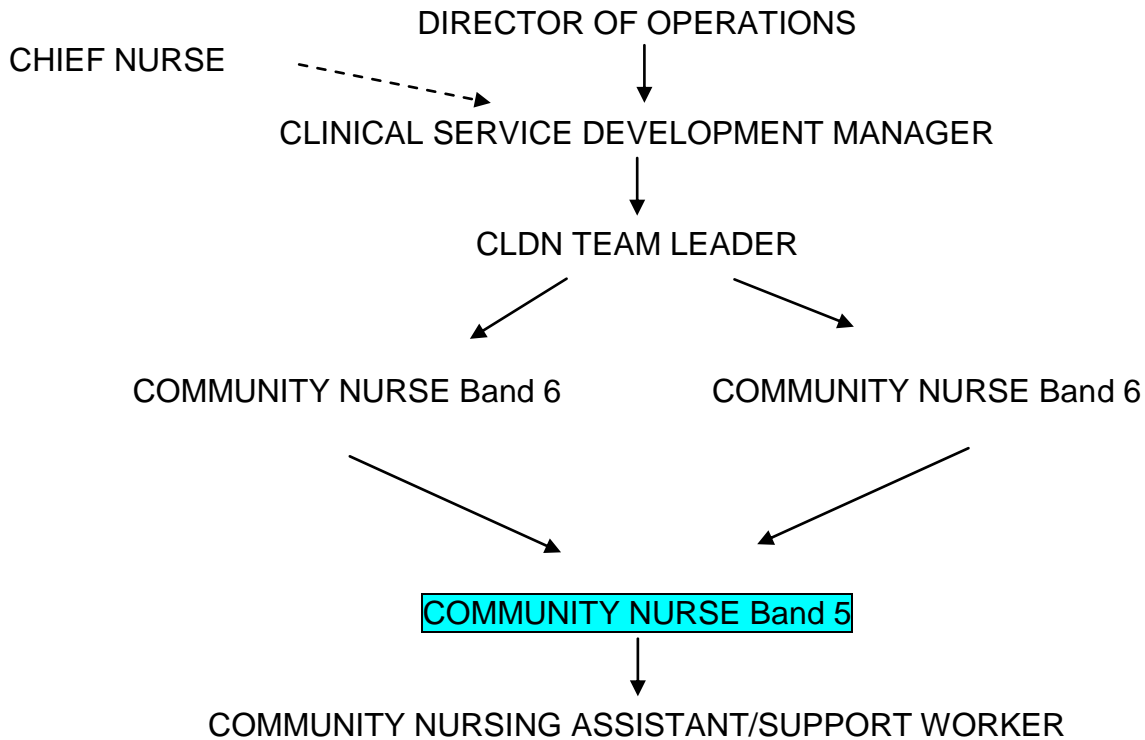 DIRECTOR OF OPERATIONS
CHIEF NURSE
CLINICAL SERVICE DEVELOPMENT MANAGER
CLDN TEAM LEADER
COMMUNITY NURSE Band 6
COMMUNITY NURSE Band 6
COMMUNITY NURSE Band 5
COMMUNITY NURSING ASSISTANT/SUPPORT WORKER